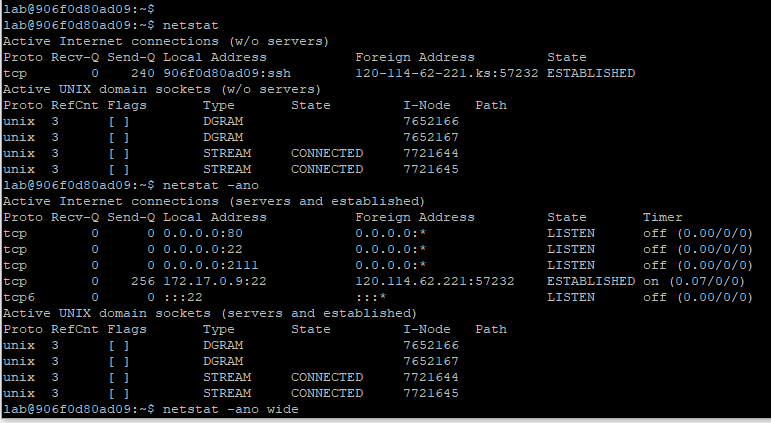 lab@906f0d80ad09:~$
lab@906f0d80ad09:~$ netstat
Active Internet connections (w/o servers)
Proto Recv-Q Send-Q Local Address           Foreign Address         State
tcp        0    240 906f0d80ad09:ssh        120-114-62-221.ks:57232 ESTABLISHED
Active UNIX domain sockets (w/o servers)
Proto RefCnt Flags       Type       State         I-Node   Path
unix  3      [ ]         DGRAM                    7652166
unix  3      [ ]         DGRAM                    7652167
unix  3      [ ]         STREAM     CONNECTED     7721644
unix  3      [ ]         STREAM     CONNECTED     7721645
lab@906f0d80ad09:~$ netstat -ano
Active Internet connections (servers and established)
Proto Recv-Q Send-Q Local Address           Foreign Address         State       Timer
tcp        0      0 0.0.0.0:80              0.0.0.0:*               LISTEN      off (0.00/0/0)
tcp        0      0 0.0.0.0:22              0.0.0.0:*               LISTEN      off (0.00/0/0)
tcp        0      0 0.0.0.0:2111            0.0.0.0:*               LISTEN      off (0.00/0/0)
tcp        0    256 172.17.0.9:22           120.114.62.221:57232    ESTABLISHED on (0.07/0/0)
tcp6       0      0 :::22                   :::*                    LISTEN      off (0.00/0/0)
Active UNIX domain sockets (servers and established)
Proto RefCnt Flags       Type       State         I-Node   Path
unix  3      [ ]         DGRAM                    7652166
unix  3      [ ]         DGRAM                    7652167
unix  3      [ ]         STREAM     CONNECTED     7721644
unix  3      [ ]         STREAM     CONNECTED     7721645
lab@906f0d80ad09:~$ netstat -ano wide